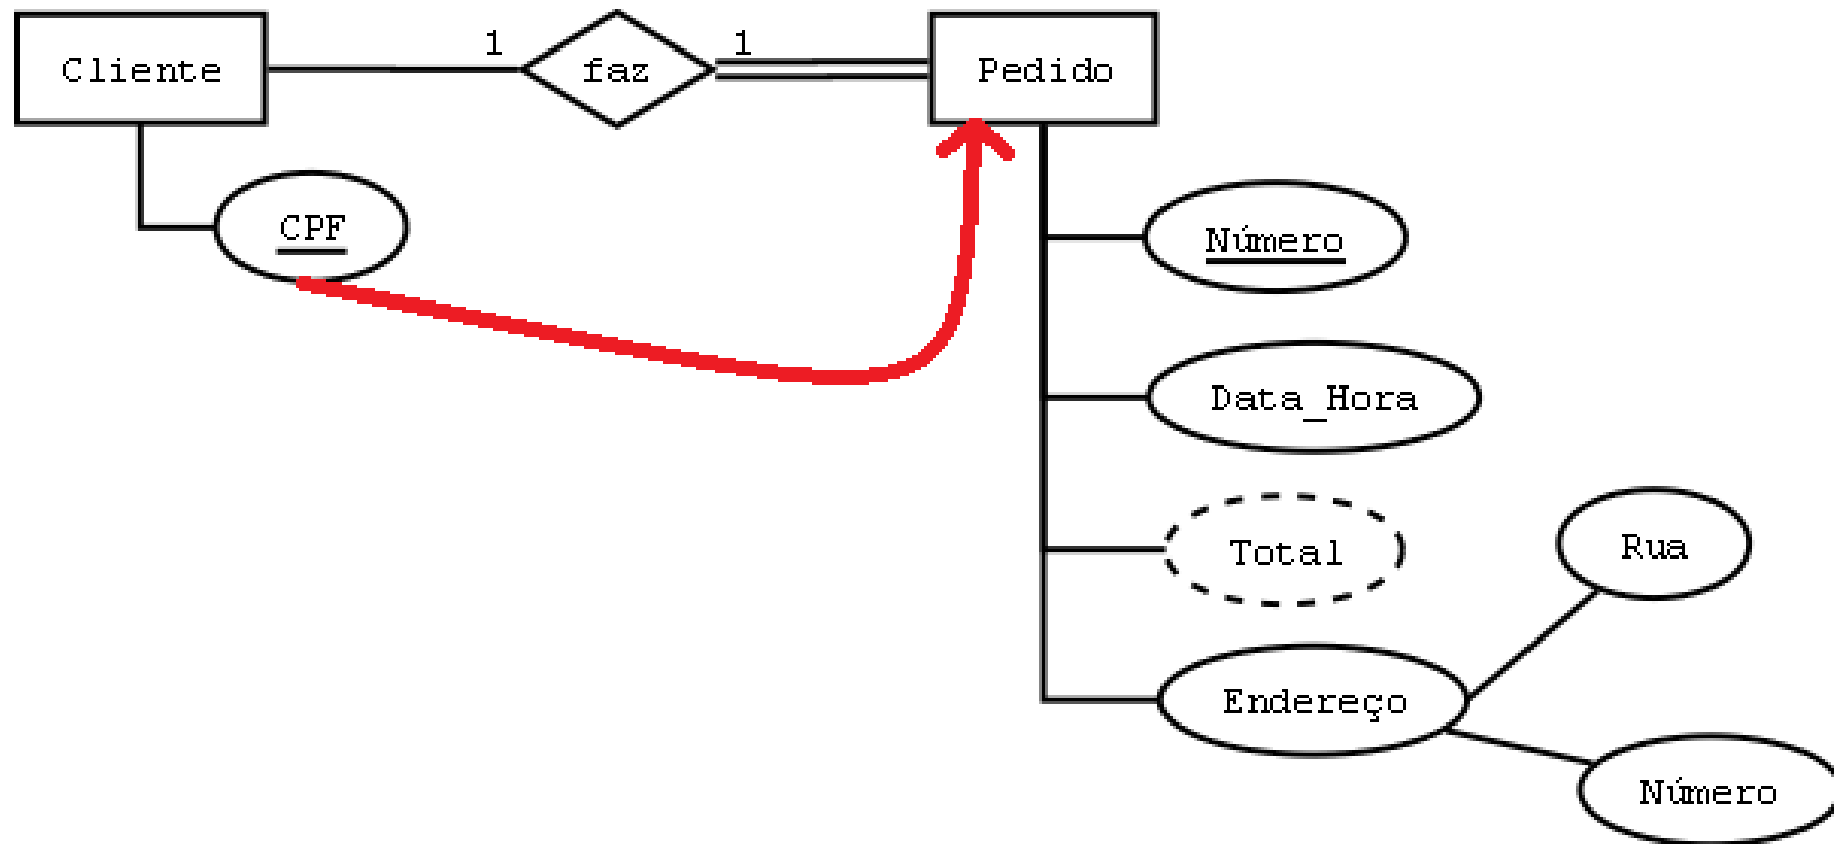 Cliente
1
faz
1
Pedido
CPF
Número
Data_Hora
Total
Rua
Endereço
Número